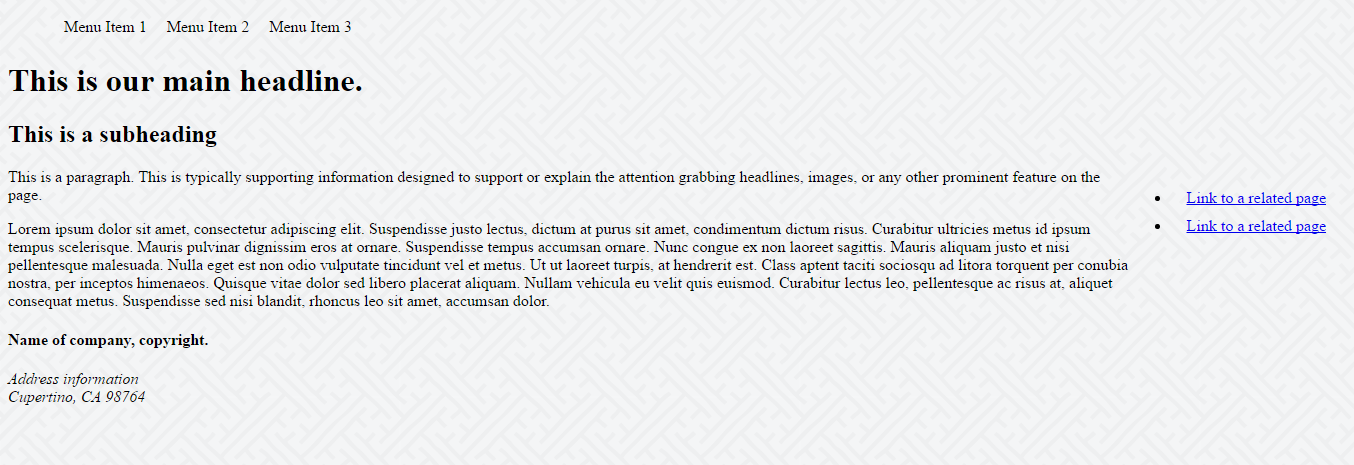 Menu Item 1 Menu Item 2 Menu Item 3
This is our main headline.
This is a subheading
This is a paragraph. This is typically supporting information designed to support or explain the attention grabbing headlines, images, or any other prominent feature on the
page.
Lorem ipsum dolor sit amet, consectetur adipiscing elit. Suspendisse justo lectus, dictum at purus sit amet, condimentum dictum risus. Curabitur ultricies metus id ipsum
tempus scelerisque. Mauris pulvinar dignissim eros at ornare. Suspendisse tempus accumsan ornare. Nunc congue ex non laoreet sagittis. Mauris aliquam justo et nisi
pellentesque malesuada. Nulla eget est non odio vulputate tincidunt vel et metus. Ut ut laoreet turpis, at hendrerit est. Class aptent taciti sociosqu ad litora torquent per conubia
nostra, per inceptos himenaeos. Quisque vitae dolor sed libero placerat aliquam. Nullam vehicula eu velit quis euismod. Curabitur lectus leo, pellentesque ac risus at, aliquet
consequat metus. Suspendisse sed nisi blandit, rhoncus leo sit amet, accumsan dolor.
• Link to a related page
• Link to a related page
Name of company, copyright.
Address information
Cupertino, CA 98764